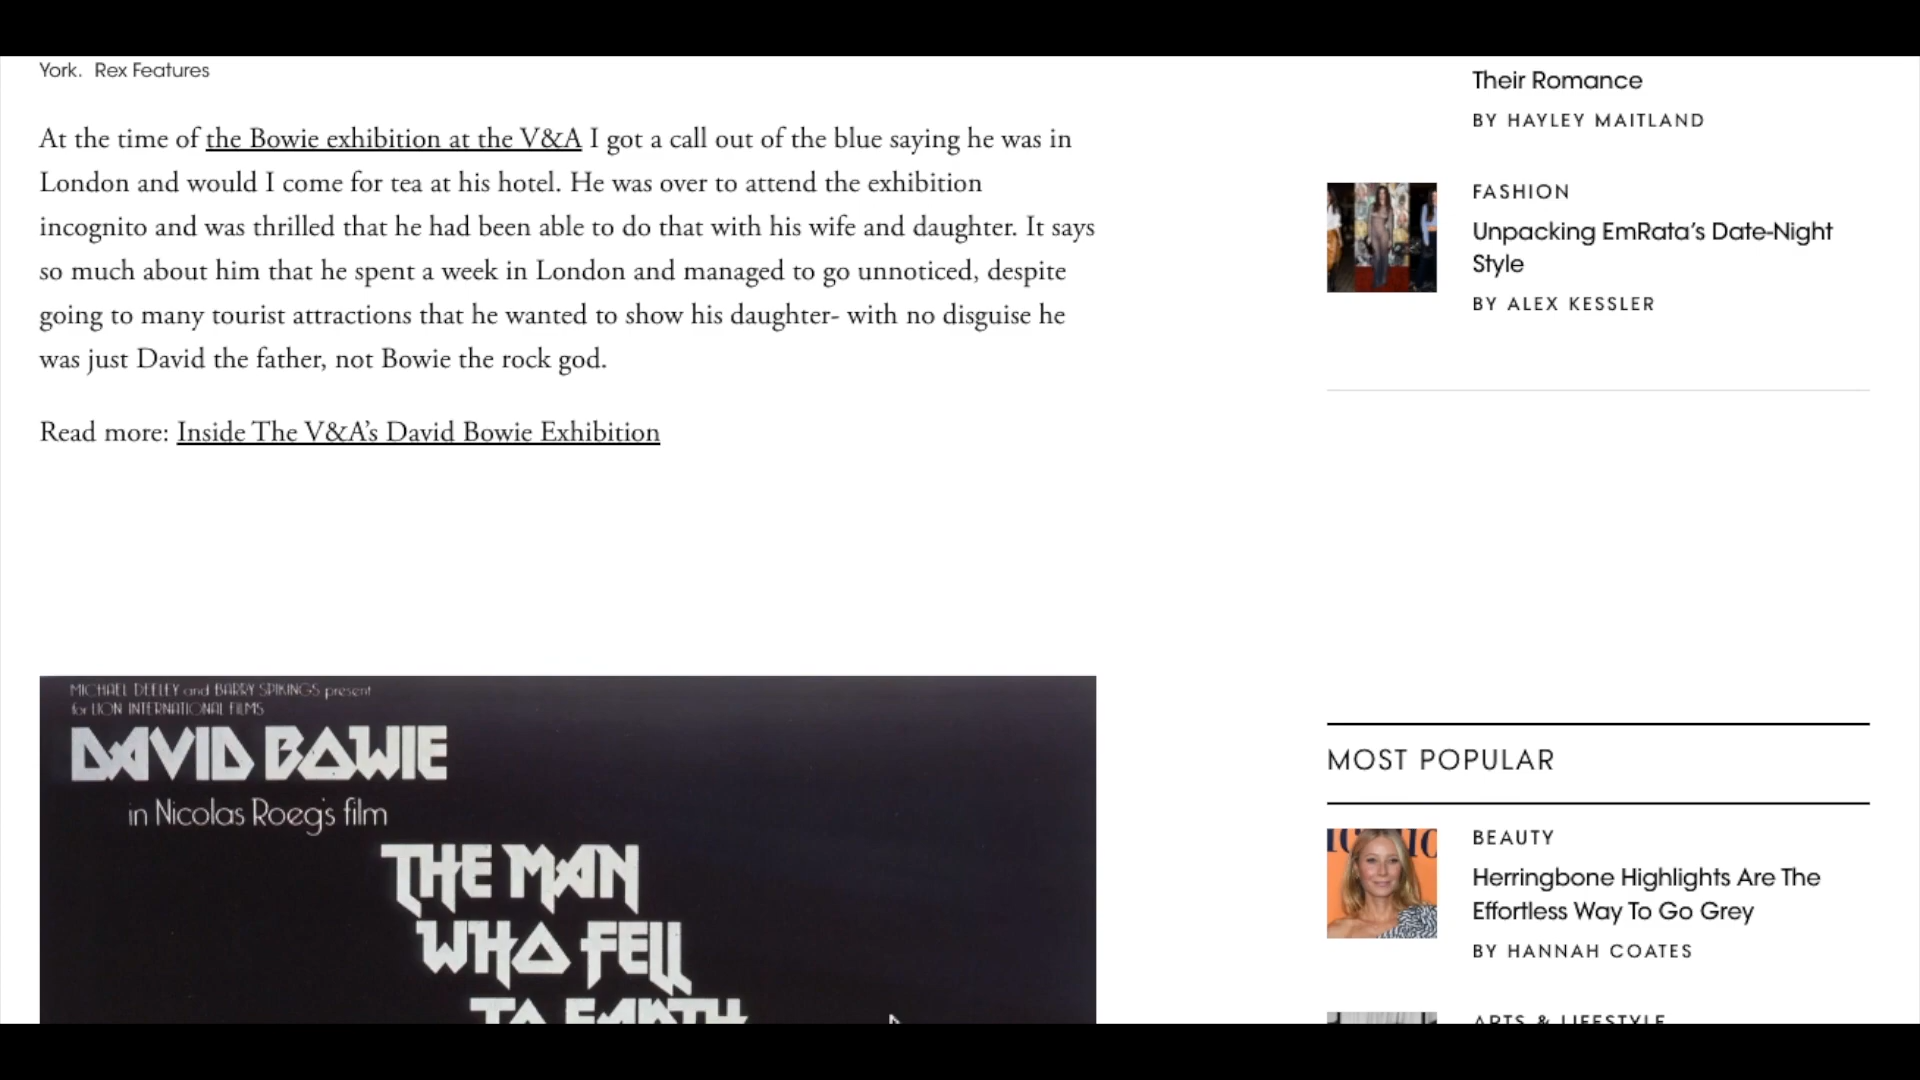 York. Rex Features
At the time of the Bowie exhibition at the V&A I got a call out of the blue saying he was in
London and would I come for tea at his hotel. He was over to attend the exhibition
incognito and was thrilled that he had been able to do that with his wife and daughter. It says
so much about him that he spent a week in London and managed to go unnoticed, despite
going to many tourist attractions that he wanted to show his daughter- with no disguise he
was just David the father, not Bowie the rock god.
Read more: Inside The V&A’s David Bowie Exhibition
MICHAEL DEELEY and BARRY SPIKINGS present
for LION INTERNATIONAL FILMS
DAVID BOWIE
in Nicolas Roeg's film
THE MAN
WHO FELL
TO EARTH
Their Romance
BY HAYLEY MAITLAND
FASHION
Unpacking EmRata’s Date-Night
Style
BY ALEX KESSLER
MOST POPULAR
BEAUTY
Herringbone Highlights Are The
Effortless Way To Go Grey
BY HANNAH COATES
ARTS & LIFESTYLE